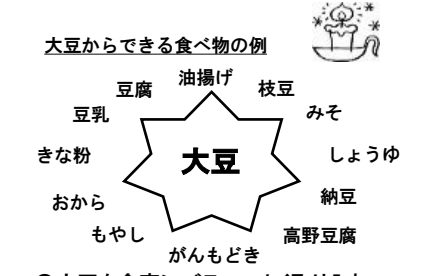 大豆からできる食べ物の例
油揚げ
豆腐
枝豆
豆乳
みそ
きな粉
大豆
しょうゆ
おから
納豆
もやし
高野豆腐
がんもどき